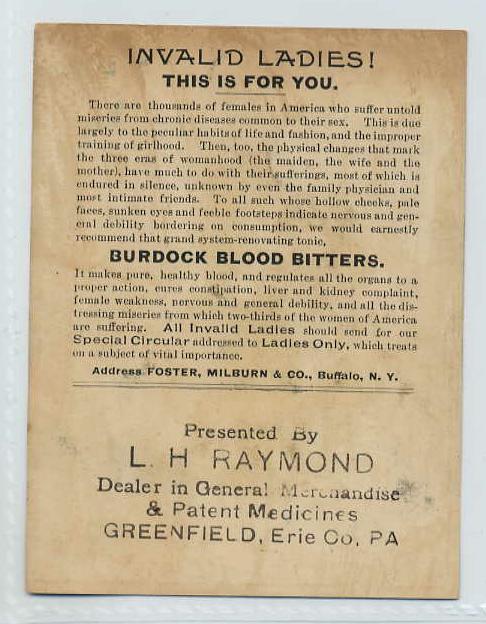 INVALID LADIES!
THIS IS FOR YOU.
There are thousands of females in America who suffer untold
miseries from chronic diseases common to their sex. This is due
largely to the peculiar habits of life and fashion, and the improper
training of girlhood. Then, too, the physical changes that mark
the three eras of womanhood (the maiden, the wife and the
mother), have much to do with their sufferings, most of which is
endured in silence, unknown by even the family physician and
most intimate friends. To all such whose hollow cheeks, pale
faces, sunken eyes and feeble footsteps indicate nervous and gen-
eral debility bordering on consumption, we would earnestly
recommend that grand system-renovating tonic,
BURDOCK BLOOD BITTERS.
It makes pure, healthy blood, and regulates all the organs to a
proper action, cures constipation, liver and kidney complaint,
female weakness, nervous and general debility, and all the dis-
tressing miseries from which two-thirds of the women of America
are suffering. All Invalid Ladies should send for our
Special Circular addressed to Ladies Only, which treats
on a subject of vital importance.
Address FOSTER, MILBURN & CO., Buffalo, N. Y.
Presented By
L. H RAYMOND
Dealer in General Merchandise
& Patent Medicines
GREENFIELD, Erie Co, PA